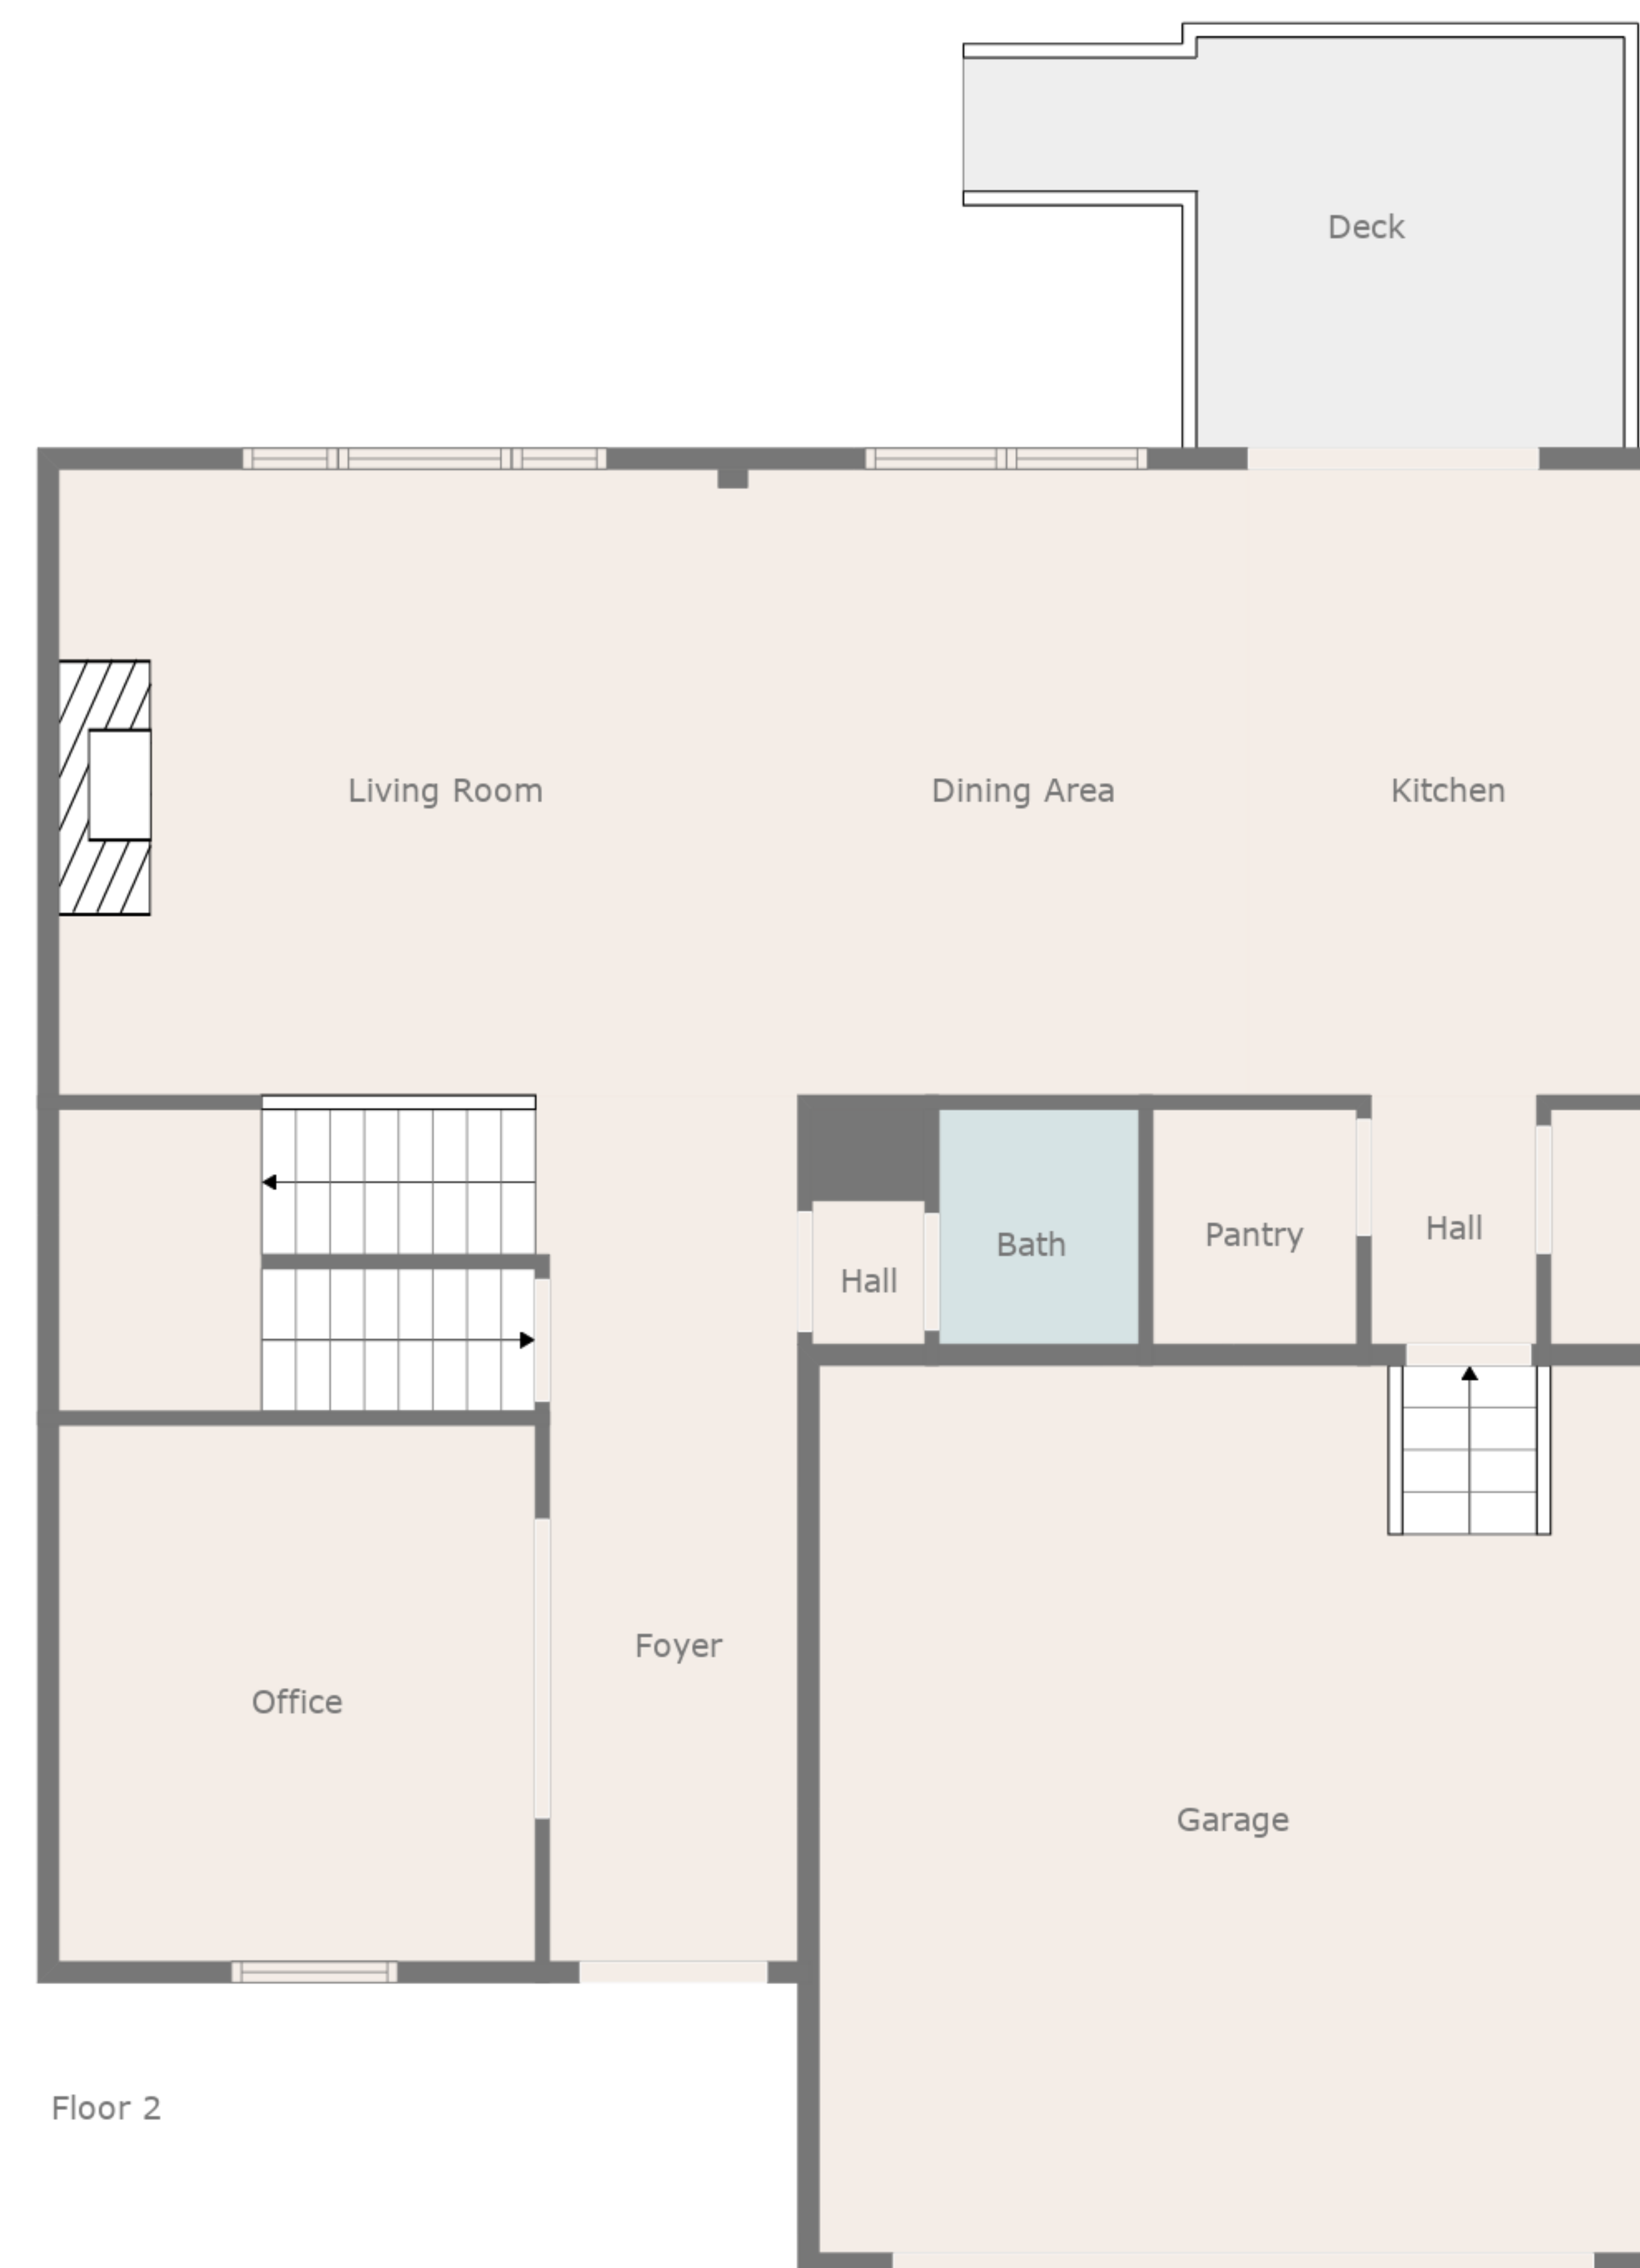 Deck
Living Room
Dining Area
Kitchen
Hall
Bath
Pantry
Hall
Foyer
Office
Garage
Floor 2